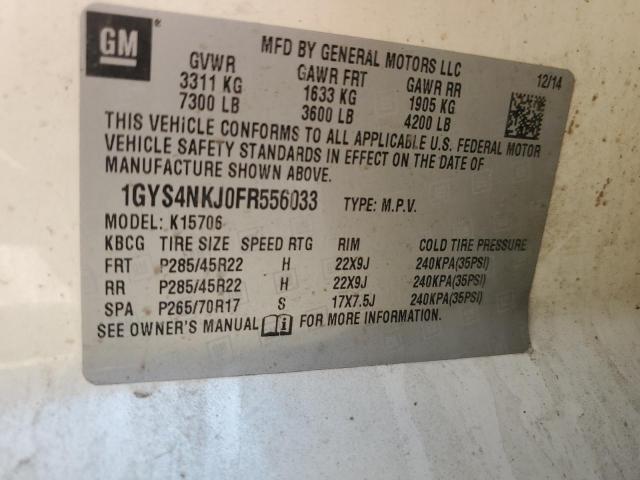 GM
MFD BY GENERAL MOTORS LLC
12/14
GVWR GAWR FRT GAWR RR
3311 KG 1633 KG 1905 KG
7300 LB 3600 LB 4200 LB
THIS VEHICLE CONFORMS TO ALL APPLICABLE U.S. FEDERAL MOTOR
VEHICLE SAFETY STANDARDS IN EFFECT ON THE DATE OF
MANUFACTURE SHOWN ABOVE.
1GYS4NKJ0FR556033 TYPE: M.P.V.
MODEL: K15706
KBCG TIRE SIZE SPEED RTG RIM COLD TIRE PRESSURE
FRT P285/45R22 H 22X9J 240KPA(35PSI)
RR P285/45R22 H 22X9J 240KPA(35PSI)
SPA P265/70R17 S 17X7.5J 240KPA(35PSI)
SEE OWNER'S MANUAL FOR MORE INFORMATION.